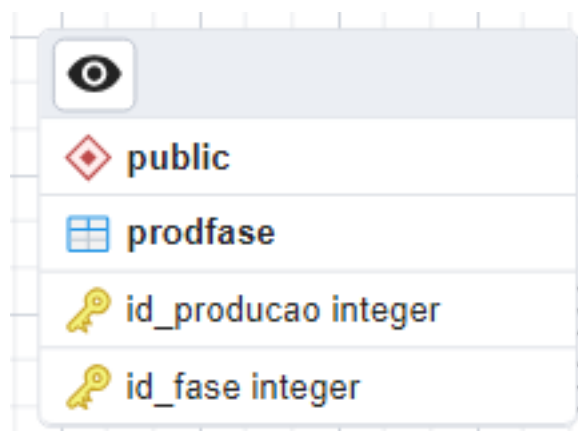 public
prodfase
id_producao integer
id_fase integer